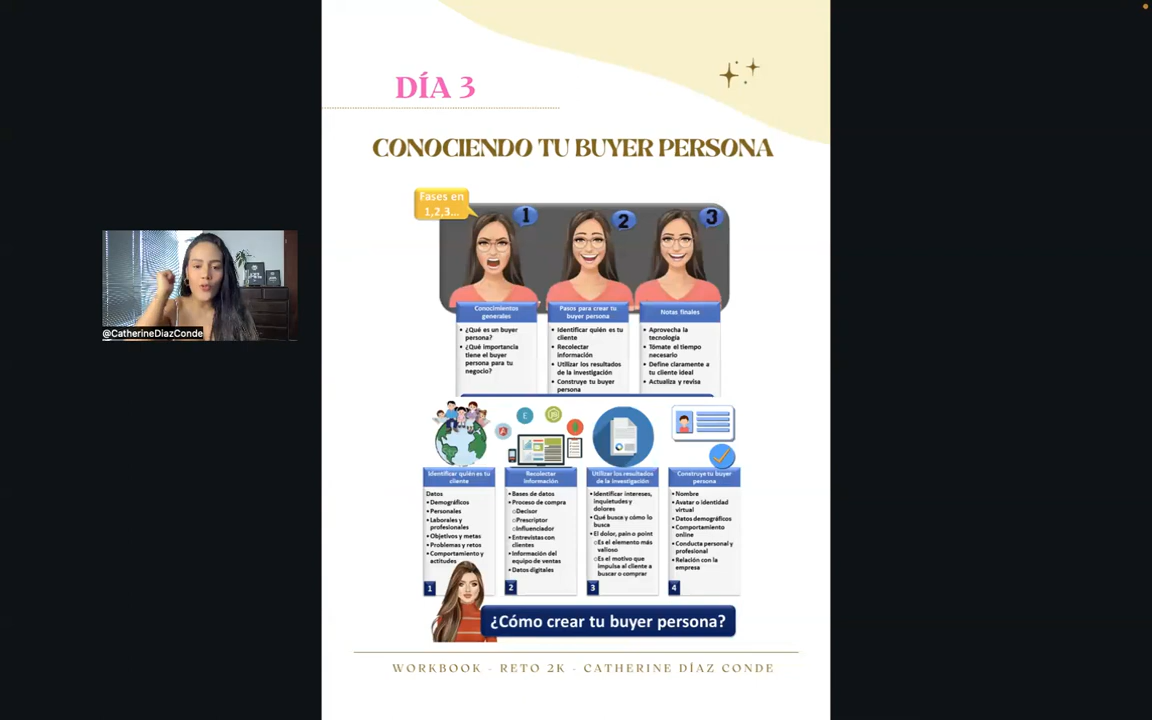 DÍA 3
CONOCIENDO TU BUYER PERSONA
Fases en
1,2,3...
1
2
3
Conocimientos
generales
• ¿Qué es un buyer
persona?
• ¿Qué importancia
tiene el buyer
persona para tu
negocio?
Pasos para crear tu
buyer persona
• Identificar quién es tu
cliente
• Recolectar
información
• Utilizar los resultados
de la investigación
• Construye tu buyer
persona
Notas finales
• Aprovecha la
tecnología
• Tómate el tiempo
necesario
• Define claramente a
tu cliente ideal
• Actualiza y revisa
@CatherineDiazConde
Identificar quién es tu
cliente
Datos
• Demográficos
• Personales
• Laborales y
profesionales
• Objetivos y metas
• Problemas y retos
• Comportamiento y
actitudes
1
Recolectar
información
• Bases de datos
• Proceso de compra
o Decisor
o Prescriptor
o Influenciador
• Entrevistas con
clientes
• Información del
equipo de ventas
• Datos digitales
2
Utilizar los resultados
de la investigación
• Identificar intereses,
inquietudes y
dolores
• Qué busca y cómo lo
busca
• El dolor, pain o point
o Es el elemento más
valioso
o Es el motivo que
impulsa al cliente a
buscar o comprar
3
Construye tu buyer
persona
• Nombre
• Avatar o identidad
virtual
• Datos demográficos
• Comportamiento
online
• Conducta personal y
profesional
• Relación con la
empresa
4
¿Cómo crear tu buyer persona?
WORKBOOK - RETO 2K - CATHERINE DÍAZ CONDE